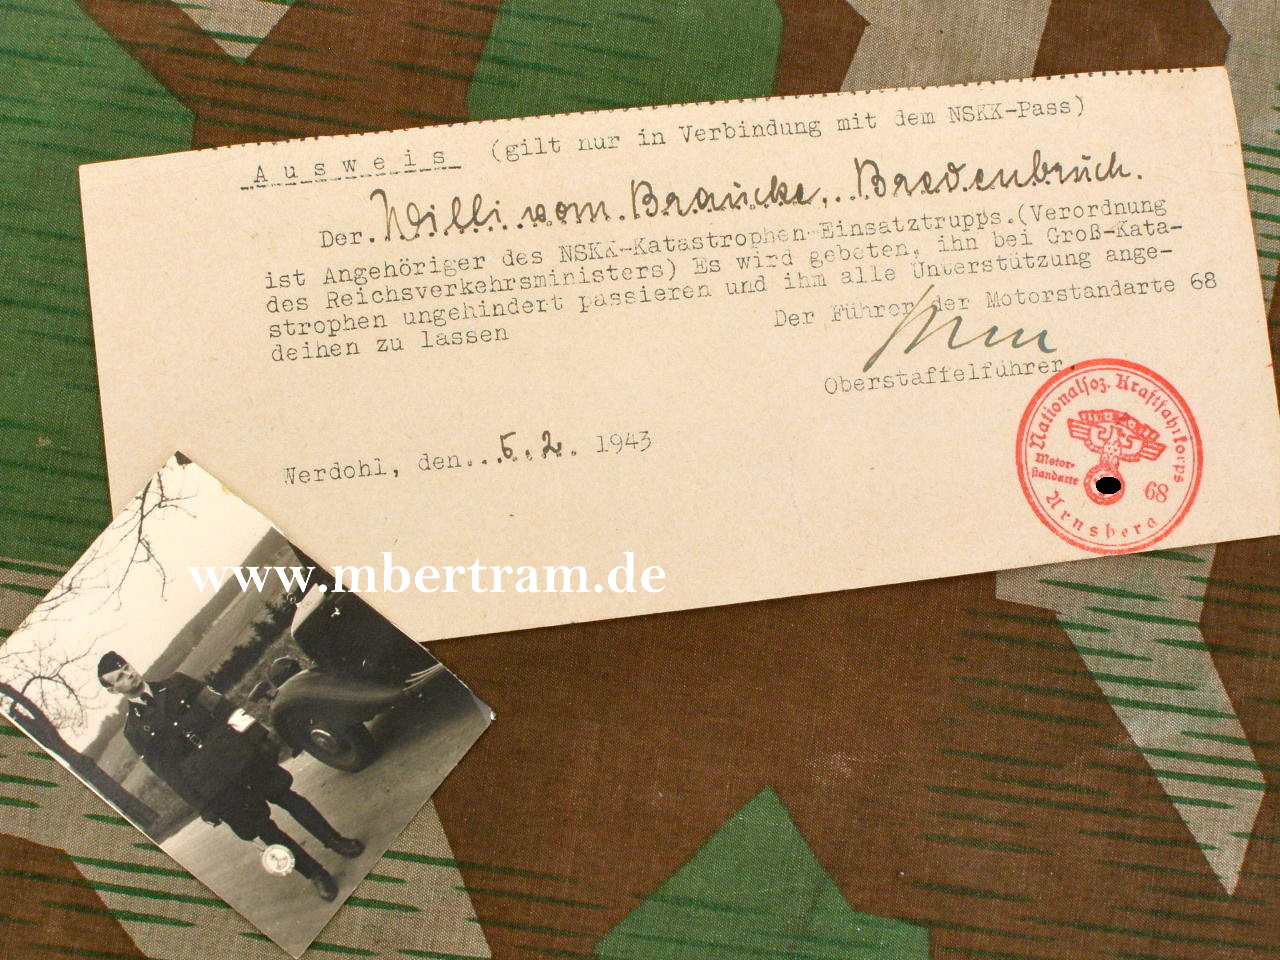 Ausweis (gilt nur in Verbindung mit dem NSKK-Pass)
Der. Willi vom Braucke, Bredenbruch.
ist Angehöriger des NSKK-Katastrophen-Einsatztrupps.(Verordnung
des Reichsverkehrsministers) Es wird gebeten, ihn bei Groß-Kata-
strophen ungehindert passieren und ihm alle Unterstützung ange-
deihen zu lassen
Der Führer der Motorstandarte 68
Oberstaffelführer.
Werdohl, den 5.2. 1943
Nationalsoz. Kraftfahrkorps
Motor-
standarte
68
Arnsberg
www.mbertram.de